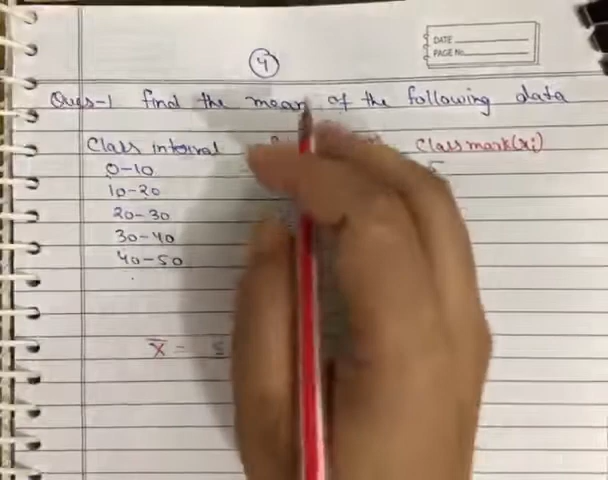 4
DATE
PAGE No.
Ques-1 find the mean of the following data
Class interval Class mark(xi)
0-10 5
10-20
20-30
30-40
40-50
x̄ =